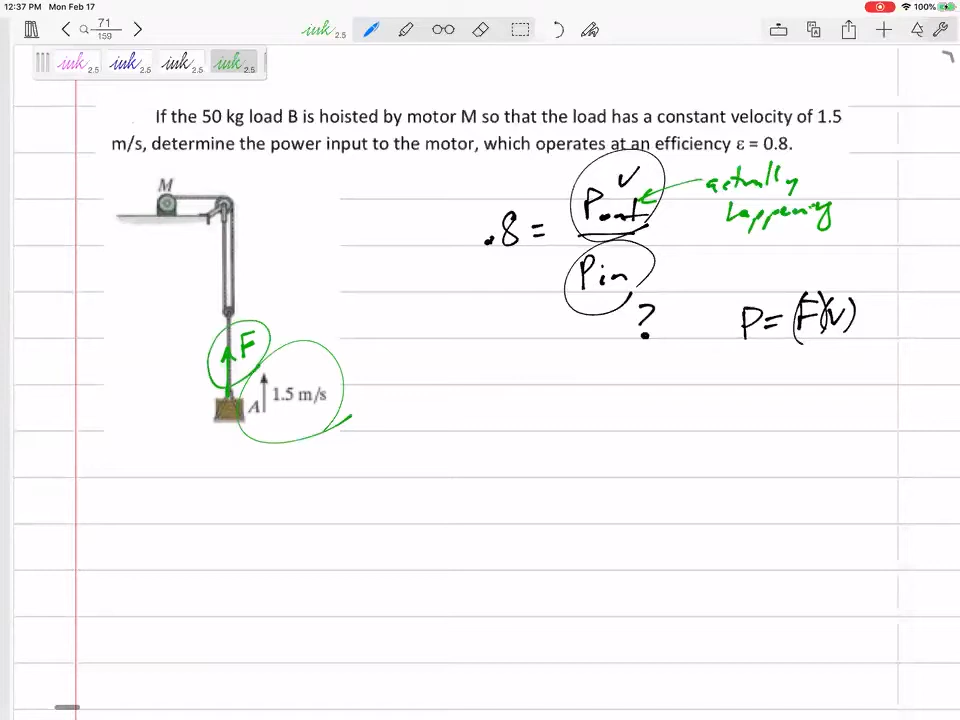 12:37 PM Mon Feb 17
100%
71
159
ink 2.5
ink 2.5 ink 2.5 ink 2.5 ink 2.5
If the 50 kg load B is hoisted by motor M so that the load has a constant velocity of 1.5
m/s, determine the power input to the motor, which operates at an efficiency ε = 0.8.
M
F
A
1.5 m/s
.8 = Pout / Pin
✓
actually
happening
?
P = (F)(v)